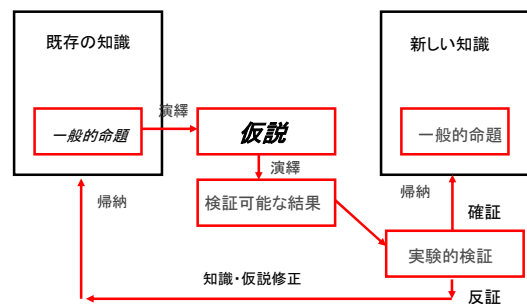 既存の知識
新しい知識
一般的命題
演繹
仮説
一般的命題
演繹
帰納
検証可能な結果
帰納
確証
実験的検証
知識・仮説修正
反証